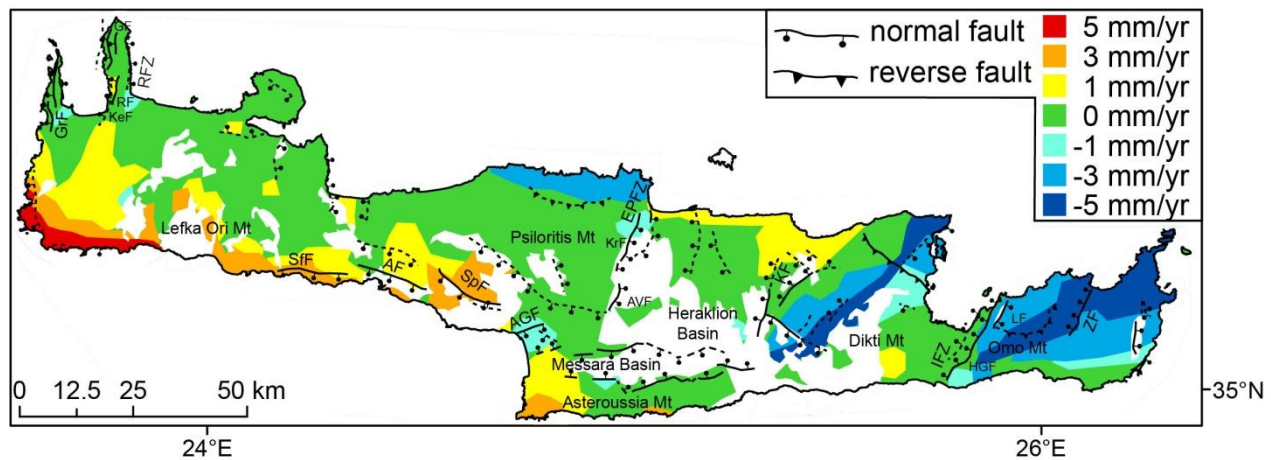 normal fault
reverse fault
5 mm/yr
3 mm/yr
1 mm/yr
0 mm/yr
-1 mm/yr
-3 mm/yr
-5 mm/yr
GF
RFZ
RF
KeF
GrF
Lefka Ori Mt
SfF
AF
SpF
Psiloritis Mt
EPFZ
KrF
AVF
AGF
Heraklion
Basin
Messara Basin
Asteroussia Mt
KF
Dikti Mt
IFZ
HGF
LF
Omo Mt
ZF
0 12.5 25 50 km
24°E
26°E
35°N